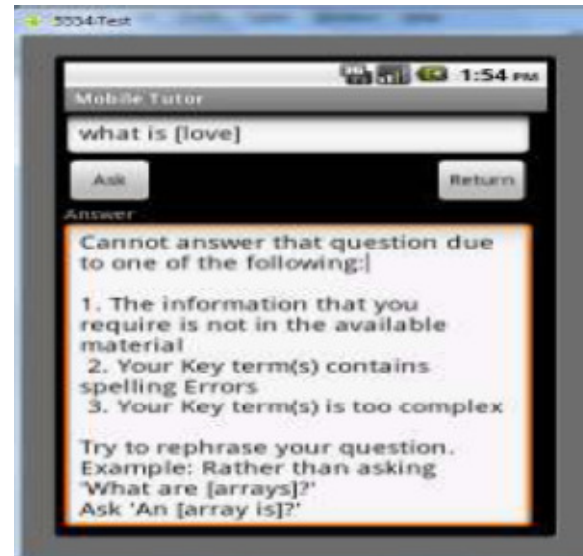 5554:Test
1:54 PM
Mobile Tutor
what is [love]
Ask Return
Answer
Cannot answer that question due
to one of the following:
1. The information that you
require is not in the available
material
2. Your Key term(s) contains
spelling Errors
3. Your Key term(s) is too complex
Try to rephrase your question.
Example: Rather than asking
'What are [arrays]?'
Ask 'An [array is]?'